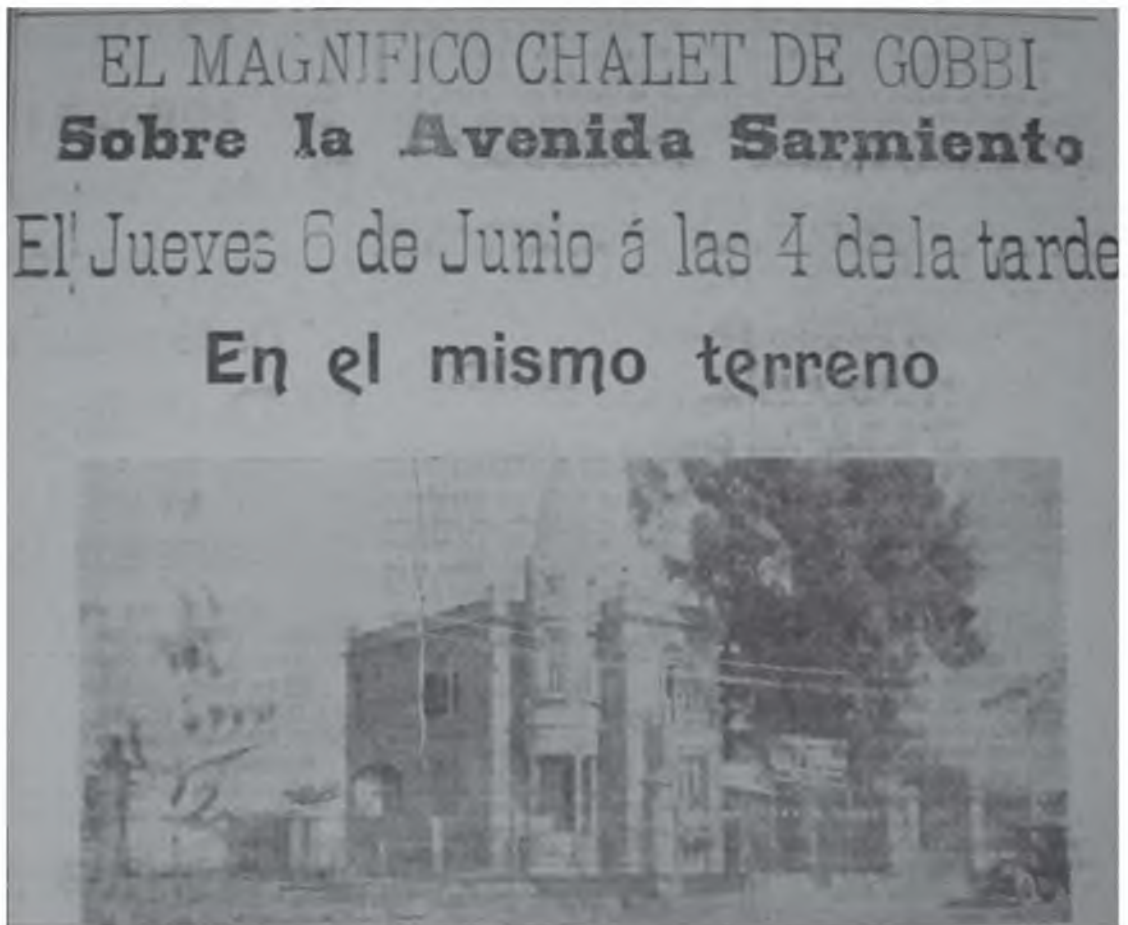 EL MAGNIFICO CHALET DE GOBBI
Sobre la Avenida Sarmiento
El Jueves 6 de Junio á las 4 de la tarde
En el mismo terreno